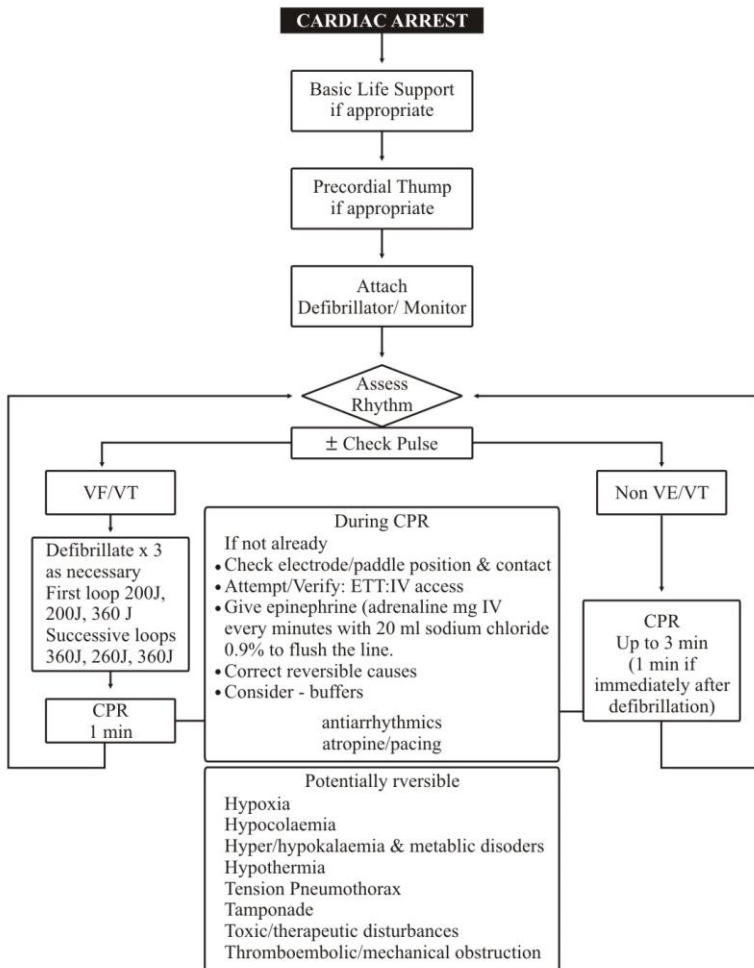 CARDIAC ARREST
Basic Life Support
if appropriate
Precordial Thump
if appropriate
Attach
Defibrillator/ Monitor
Assess
Rhythm
± Check Pulse
VF/VT
Non VE/VT
Defibrillate x 3
as necessary
First loop 200J,
200J, 360 J
Successive loops
360J, 260J, 360J
CPR
1 min
During CPR
If not already
•Check electrode/paddle position & contact
•Attempt/Verify: ETT:IV access
•Give epinephrine (adrenaline mg IV
every minutes with 20 ml sodium chloride
0.9% to flush the line.
•Correct reversible causes
•Consider - buffers
antiarrhythmics
atropine/pacing
CPR
Up to 3 min
(1 min if
immediately after
defibrillation)
Potentially rversible
Hypoxia
Hypocolaemia
Hyper/hypokalaemia & metablic disoders
Hypothermia
Tension Pneumothorax
Tamponade
Toxic/therapeutic disturbances
Thromboembolic/mechanical obstruction